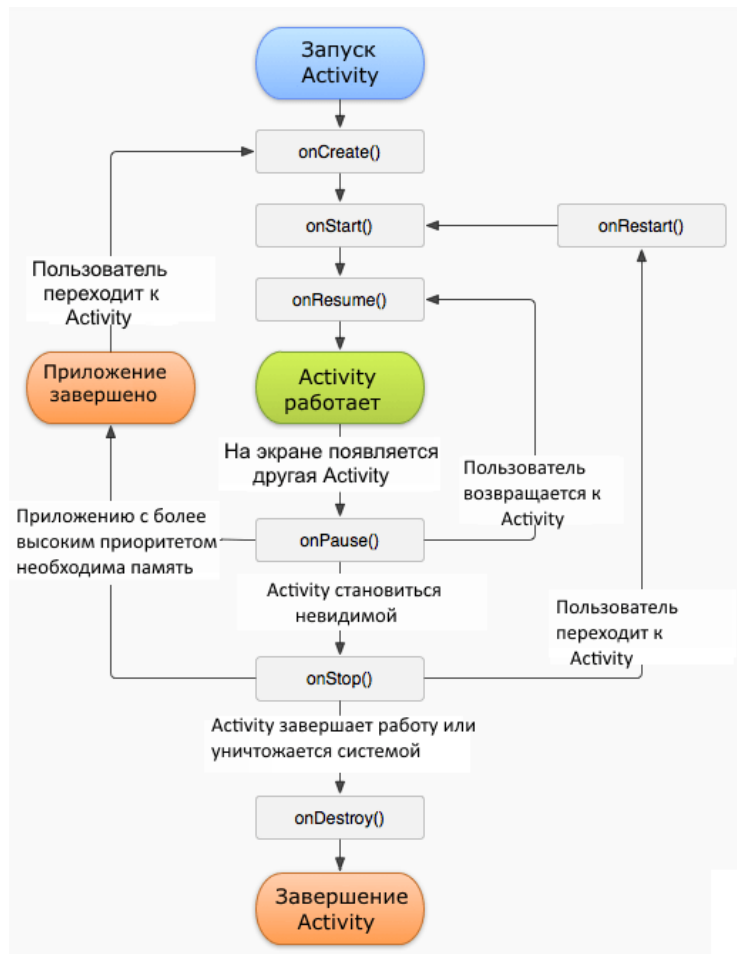 Запуск
Activity
onCreate()
onStart()
onRestart()
Пользователь
переходит к
Activity
onResume()
Приложение
завершено
Activity
работает
На экране появляется
другая Activity
Пользователь
возвращается к
Activity
Приложению с более
высоким приоритетом
необходима память
onPause()
Activity становиться
невидимой
Пользователь
переходит к
Activity
onStop()
Activity завершает работу или
уничтожается системой
onDestroy()
Завершение
Activity